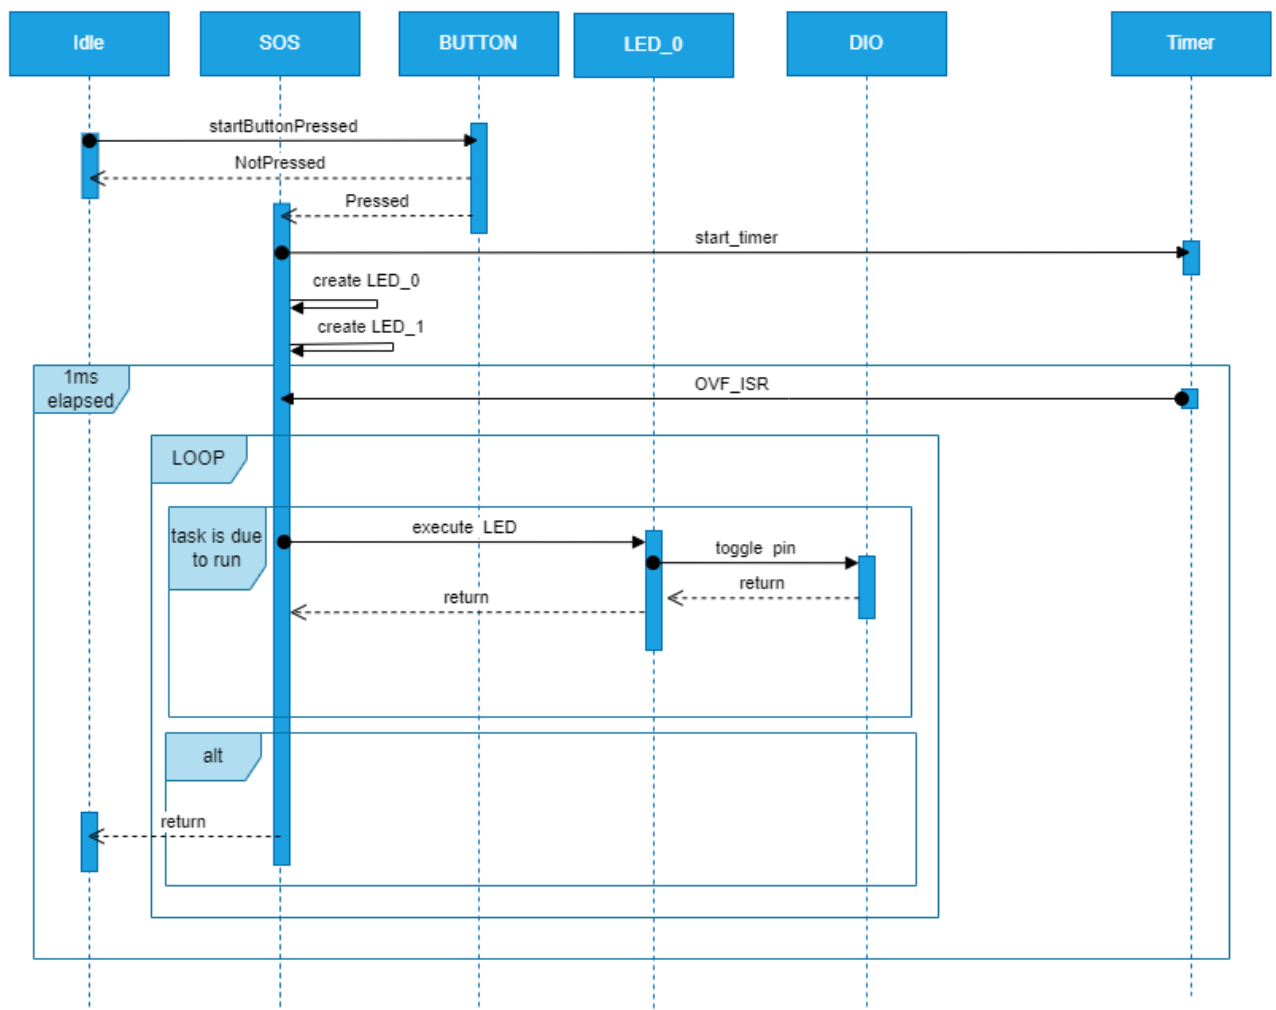 Idle
SOS
BUTTON
LED_0
DIO
Timer
startButtonPressed
NotPressed
Pressed
start_timer
create LED_0
create LED_1
1ms
elapsed
OVF_ISR
LOOP
task is due
to run
execute LED
toggle pin
return
return
alt
return